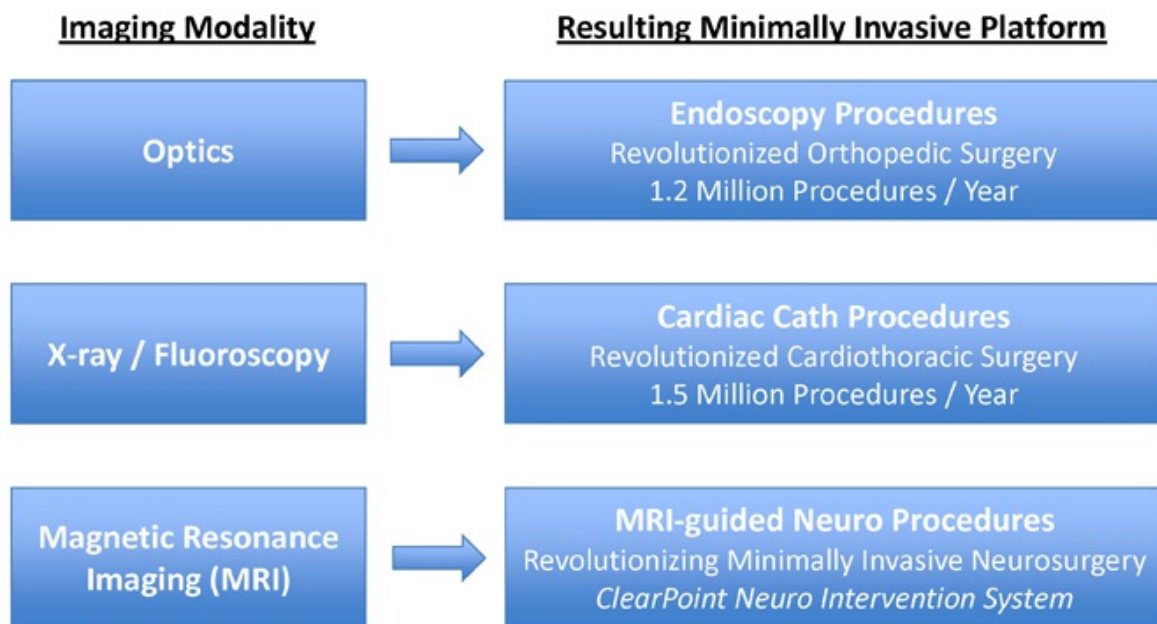 Imaging Modality
Resulting Minimally Invasive Platform
Optics
Endoscopy Procedures
Revolutionized Orthopedic Surgery
1.2 Million Procedures / Year
X-ray / Fluoroscopy
Cardiac Cath Procedures
Revolutionized Cardiothoracic Surgery
1.5 Million Procedures / Year
Magnetic Resonance
Imaging (MRI)
MRI-guided Neuro Procedures
Revolutionizing Minimally Invasive Neurosurgery
ClearPoint Neuro Intervention System